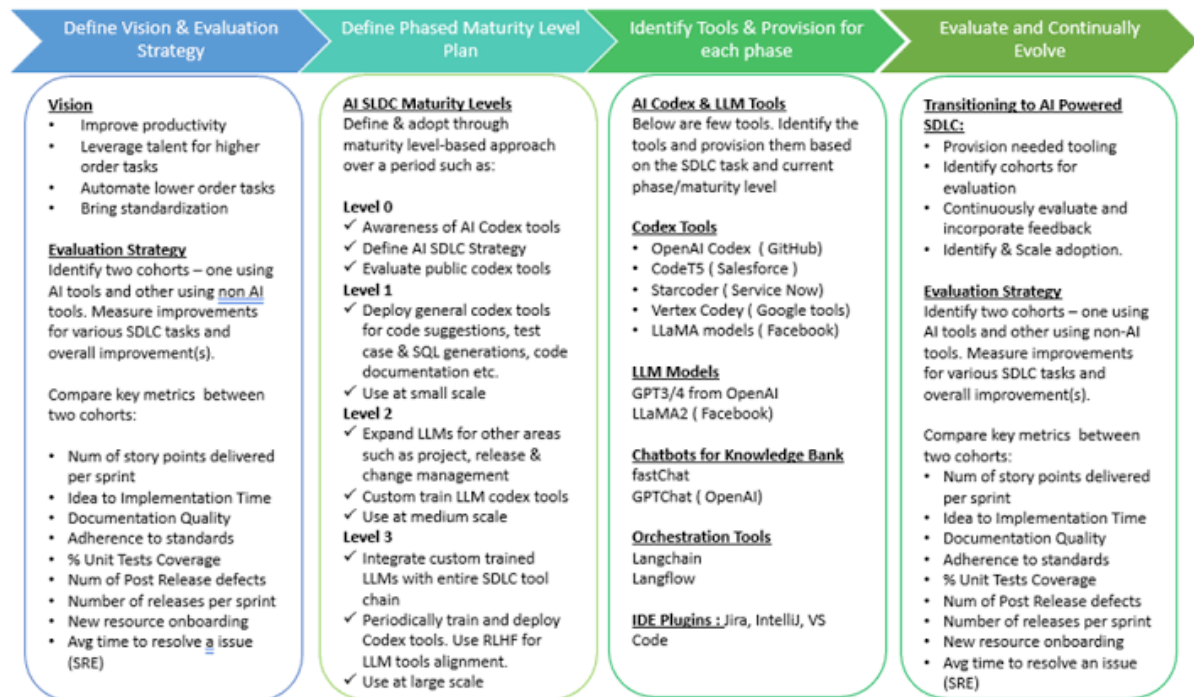 Define Vision & Evaluation
Strategy
Define Phased Maturity Level
Plan
Identify Tools & Provision for
each phase
Evaluate and Continually
Evolve
Vision
• Improve productivity
• Leverage talent for higher
order tasks
• Automate lower order tasks
• Bring standardization
Evaluation Strategy
Identify two cohorts – one using
AI tools and other using non AI
tools. Measure improvements
for various SDLC tasks and
overall improvement(s).
Compare key metrics between
two cohorts:
• Num of story points delivered
per sprint
• Idea to Implementation Time
• Documentation Quality
• Adherence to standards
• % Unit Tests Coverage
• Num of Post Release defects
• Number of releases per sprint
• New resource onboarding
• Avg time to resolve a issue
(SRE)
AI SLDC Maturity Levels
Define & adopt through
maturity level-based approach
over a period such as:
Level 0
✓ Awareness of AI Codex tools
✓ Define AI SDLC Strategy
✓ Evaluate public codex tools
Level 1
✓ Deploy general codex tools
for code suggestions, test
case & SQL generations, code
documentation etc.
✓ Use at small scale
Level 2
✓ Expand LLMs for other areas
such as project, release &
change management
✓ Custom train LLM codex tools
✓ Use at medium scale
Level 3
✓ Integrate custom trained
LLMs with entire SDLC tool
chain
✓ Periodically train and deploy
Codex tools. Use RLHF for
LLM tools alignment.
✓ Use at large scale
AI Codex & LLM Tools
Below are few tools. Identify the
tools and provision them based
on the SDLC task and current
phase/maturity level
Codex Tools
• OpenAI Codex ( GitHub)
• CodeT5 ( Salesforce )
• Starcoder ( Service Now)
• Vertex Codey ( Google tools)
• LLaMA models ( Facebook)
LLM Models
GPT3/4 from OpenAI
LLaMA2 ( Facebook)
Chatbots for Knowledge Bank
fastChat
GPTChat ( OpenAI)
Orchestration Tools
Langchain
Langflow
IDE Plugins : Jira, IntelliJ, VS
Code
Transitioning to AI Powered
SDLC:
• Provision needed tooling
• Identify cohorts for
evaluation
• Continuously evaluate and
incorporate feedback
• Identify & Scale adoption.
Evaluation Strategy
Identify two cohorts – one using
AI tools and other using non-AI
tools. Measure improvements
for various SDLC tasks and
overall improvement(s).
Compare key metrics between
two cohorts:
• Num of story points delivered
per sprint
• Idea to Implementation Time
• Documentation Quality
• Adherence to standards
• % Unit Tests Coverage
• Num of Post Release defects
• Number of releases per sprint
• New resource onboarding
• Avg time to resolve an issue
(SRE)